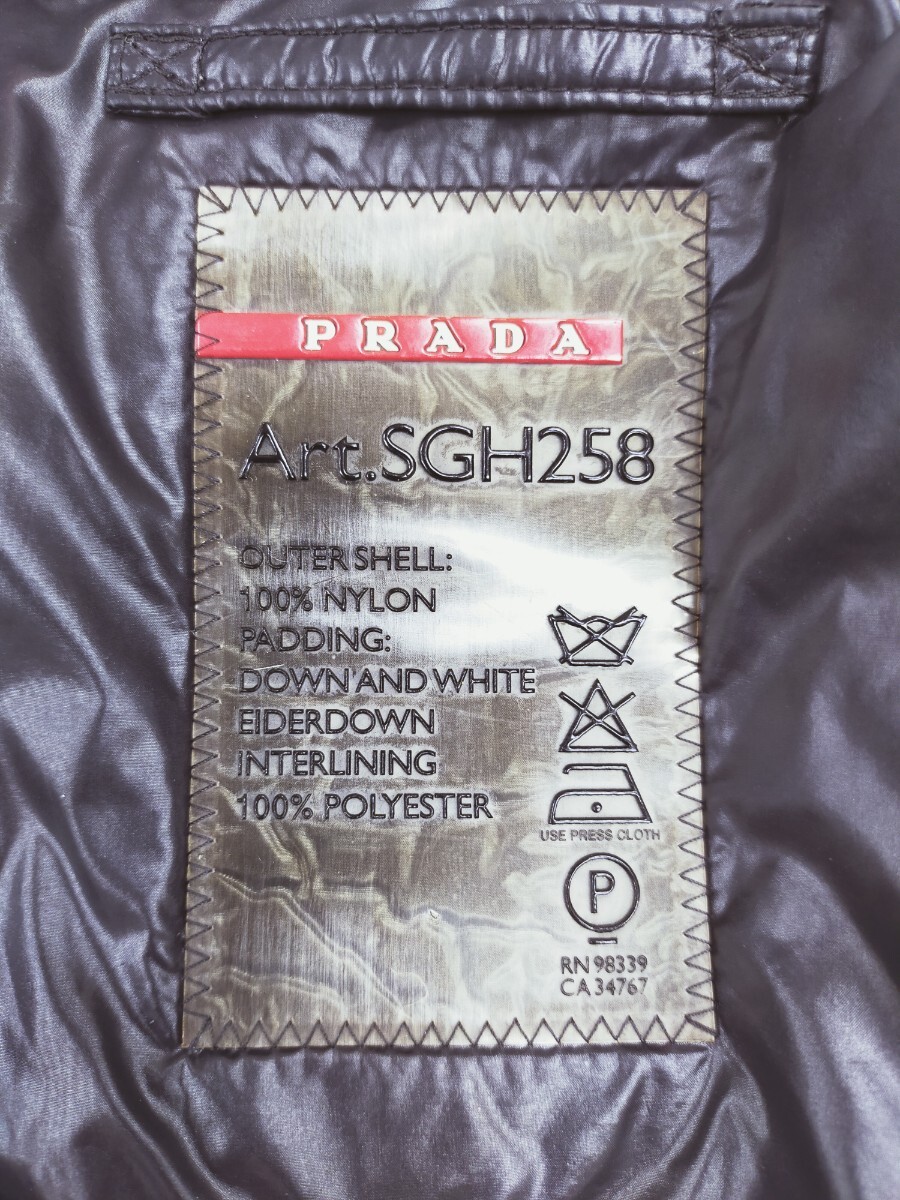 PRADA
Art.SGH258
OUTER SHELL:
100% NYLON
PADDING:
DOWN AND WHITE
EIDERDOWN
INTERLINING
100% POLYESTER
USE PRESS CLOTH
P
RN 98339
CA 34767